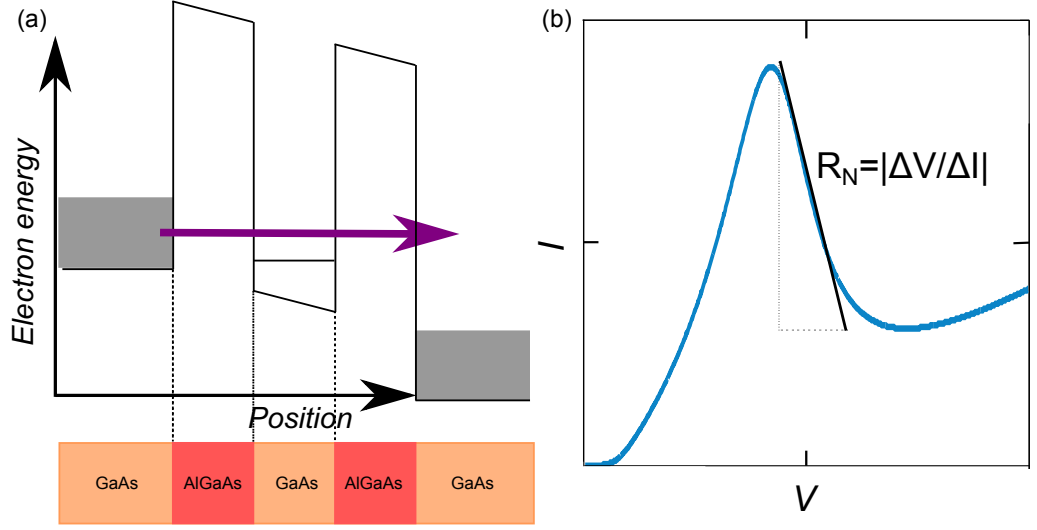 (a)
Electron energy
Position
GaAs
AlGaAs
GaAs
AlGaAs
GaAs
(b)
I
R_N=|ΔV/ΔI|
V